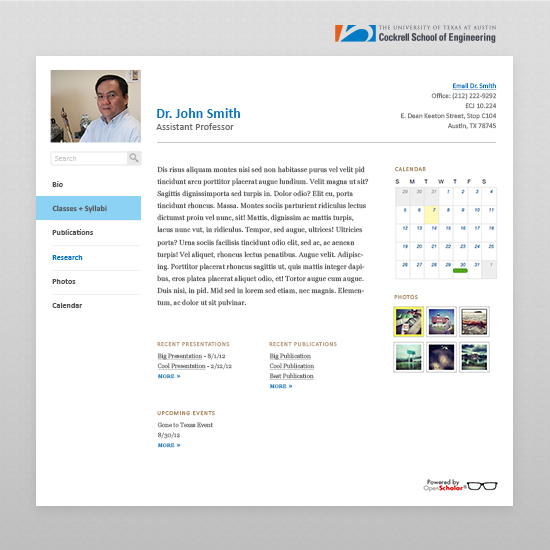 THE UNIVERSITY OF TEXAS AT AUSTIN
Cockrell School of Engineering
Email Dr. Smith
Office: (212) 222-9292
ECJ 10.224
E. Dean Keeton Street, Stop C104
Austin, TX 78745
Dr. John Smith
Assistant Professor
Search
Bio
Classes + Syllabi
Publications
Research
Photos
Calendar
Dis risus aliquam montes nisi sed non habitasse purus vel velit pid
tincidunt arcu porttitor placerat augue lundium. Velit magna ut sit?
Sagittis dignissimporta sed turpis in. Dolor odio? Elit eu, porta
tincidunt rhoncus. Massa. Montes sociis parturient ridiculus lectus
dictumst proin vel nunc, sit! Mattis, dignissim ac mattis turpis,
lacus nunc vut, in ridiculus. Tempor, sed augue, ultrices! Ultricies
porta? Urna sociis facilisis tincidunt odio elit, sed ac, ac aenean
turpis! Vel aliquet, rhoncus lectus penatibus. Augue velit. Adipisc-
ing. Porttitor placerat rhoncus sagittis ut, quis mattis integer dapi-
bus, eros platea placerat aliquet odio, et! Tortor augue cum augue.
Duis nisi, in pid. Mid sed in lorem sed etiam, nec magnis. Elemen-
tum, ac dolor ut sit pulvinar.
CALENDAR
S M T W T F S
29 30 31 1 2 3 4
5 6 7 8 9 10 11
12 13 14 15 16 17 18
19 20 21 22 23 24 25
26 27 28 29 30 31 1
PHOTOS
RECENT PRESENTATIONS
Big Presentation - 8/1/12
Cool Presentation - 2/12/12
MORE »
RECENT PUBLICATIONS
Big Publication
Cool Publication
Best Publication
MORE »
UPCOMING EVENTS
Gone to Texas Event
8/30/12
MORE »
Powered by
OpenScholar®